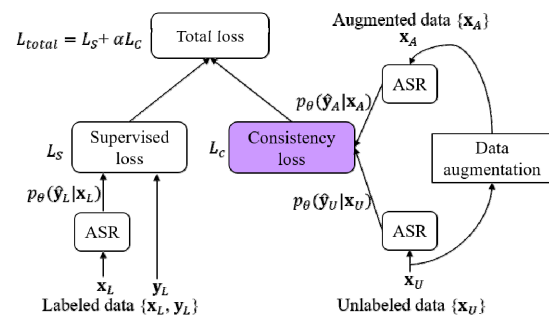 Augmented data {𝐱_A}
𝐱_A
L_total = L_S + αL_C
Total loss
ASR
p_θ(ŷ_A|𝐱_A)
L_S
Supervised
loss
L_C
Consistency
loss
Data
augmentation
p_θ(ŷ_L|𝐱_L)
p_θ(ŷ_U|𝐱_U)
ASR
ASR
𝐱_L
𝐲_L
𝐱_U
Labeled data {𝐱_L, 𝐲_L}
Unlabeled data {𝐱_U}